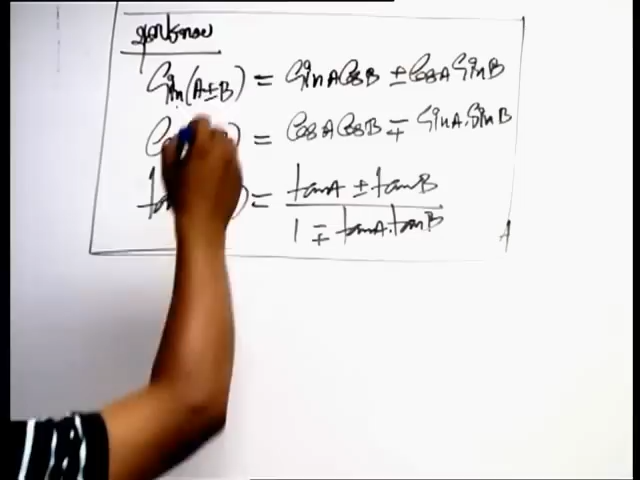 Sin(A±B) = SinACosB ± CosASinB
= CosACosB ∓ SinA.SinB
= tanA ± tanB / 1 ∓ tanA.tanB
A